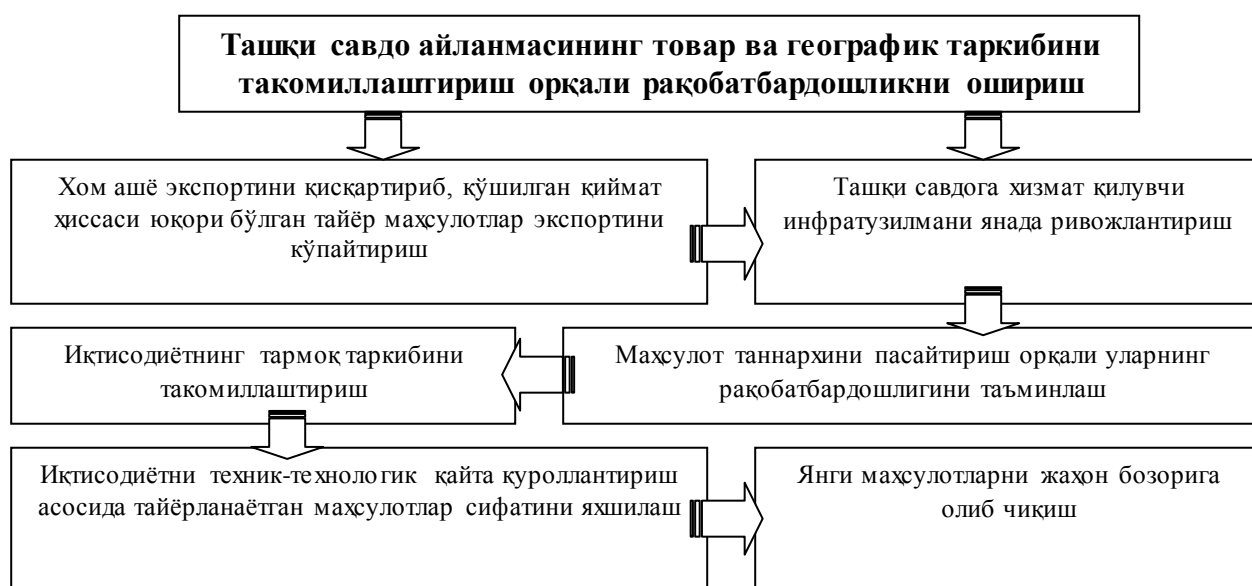 Ташқи савдо айланмасининг товар ва географик таркибини
такомиллаштириш орқали рақобатбардошликни ошириш
Хом ашё экспортини қисқартириб, қўшилган қиймат
ҳиссаси юқори бўлган тайёр маҳсулотлар экспортини
кўпайтириш
Ташқи савдога хизмат қилувчи
инфратузилмани янада ривожлантириш
Иқтисодиётнинг тармоқ таркибини
такомиллаштириш
Маҳсулот таннархини пасайтириш орқали уларнинг
рақобатбардошлигини таъминлаш
Иқтисодиётни техник-технологик қайта қуроллантириш
асосида тайёрланаётган маҳсулотлар сифатини яхшилаш
Янги маҳсулотларни жаҳон бозорига
олиб чиқиш